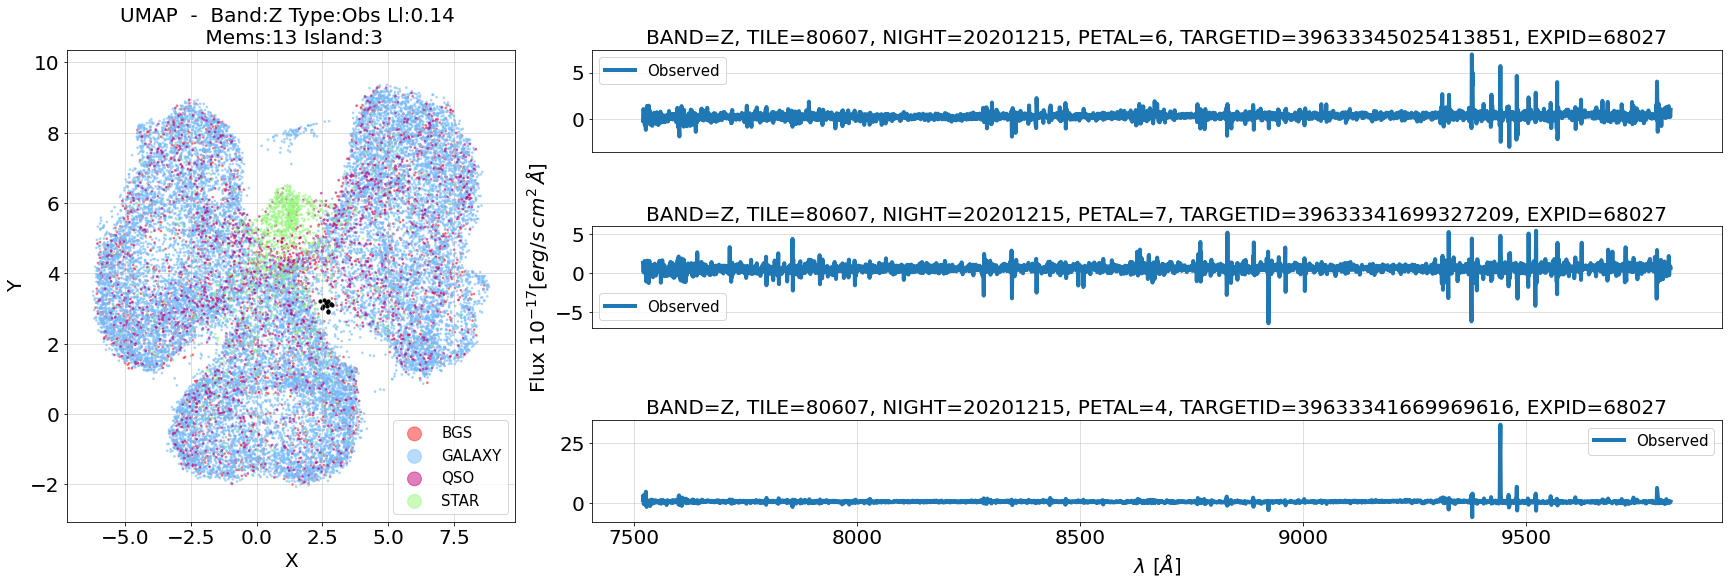 UMAP  -  Band:Z Type:Obs Ll:0.14
Mems:13 Island:3
10
8
6
4
2
0
−2
Y
−5.0 −2.5 0.0 2.5 5.0 7.5
X
BGS
GALAXY
QSO
STAR
Flux 10⁻¹⁷[erg/s cm² Å]
BAND=Z, TILE=80607, NIGHT=20201215, PETAL=6, TARGETID=39633345025413851, EXPID=68027
Observed
5
0
BAND=Z, TILE=80607, NIGHT=20201215, PETAL=7, TARGETID=39633341699327209, EXPID=68027
5
0
−5
Observed
BAND=Z, TILE=80607, NIGHT=20201215, PETAL=4, TARGETID=39633341669969616, EXPID=68027
Observed
25
0
7500 8000 8500 9000 9500
λ [Å]